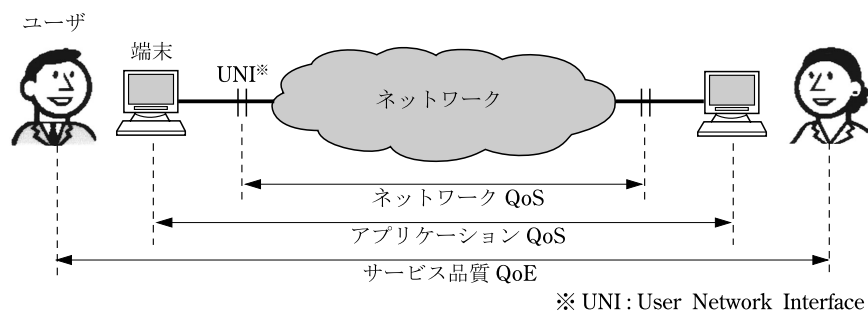 ユーザ
端末
UNI※
ネットワーク
ネットワーク QoS
アプリケーション QoS
サービス品質 QoE
※ UNI : User Network Interface